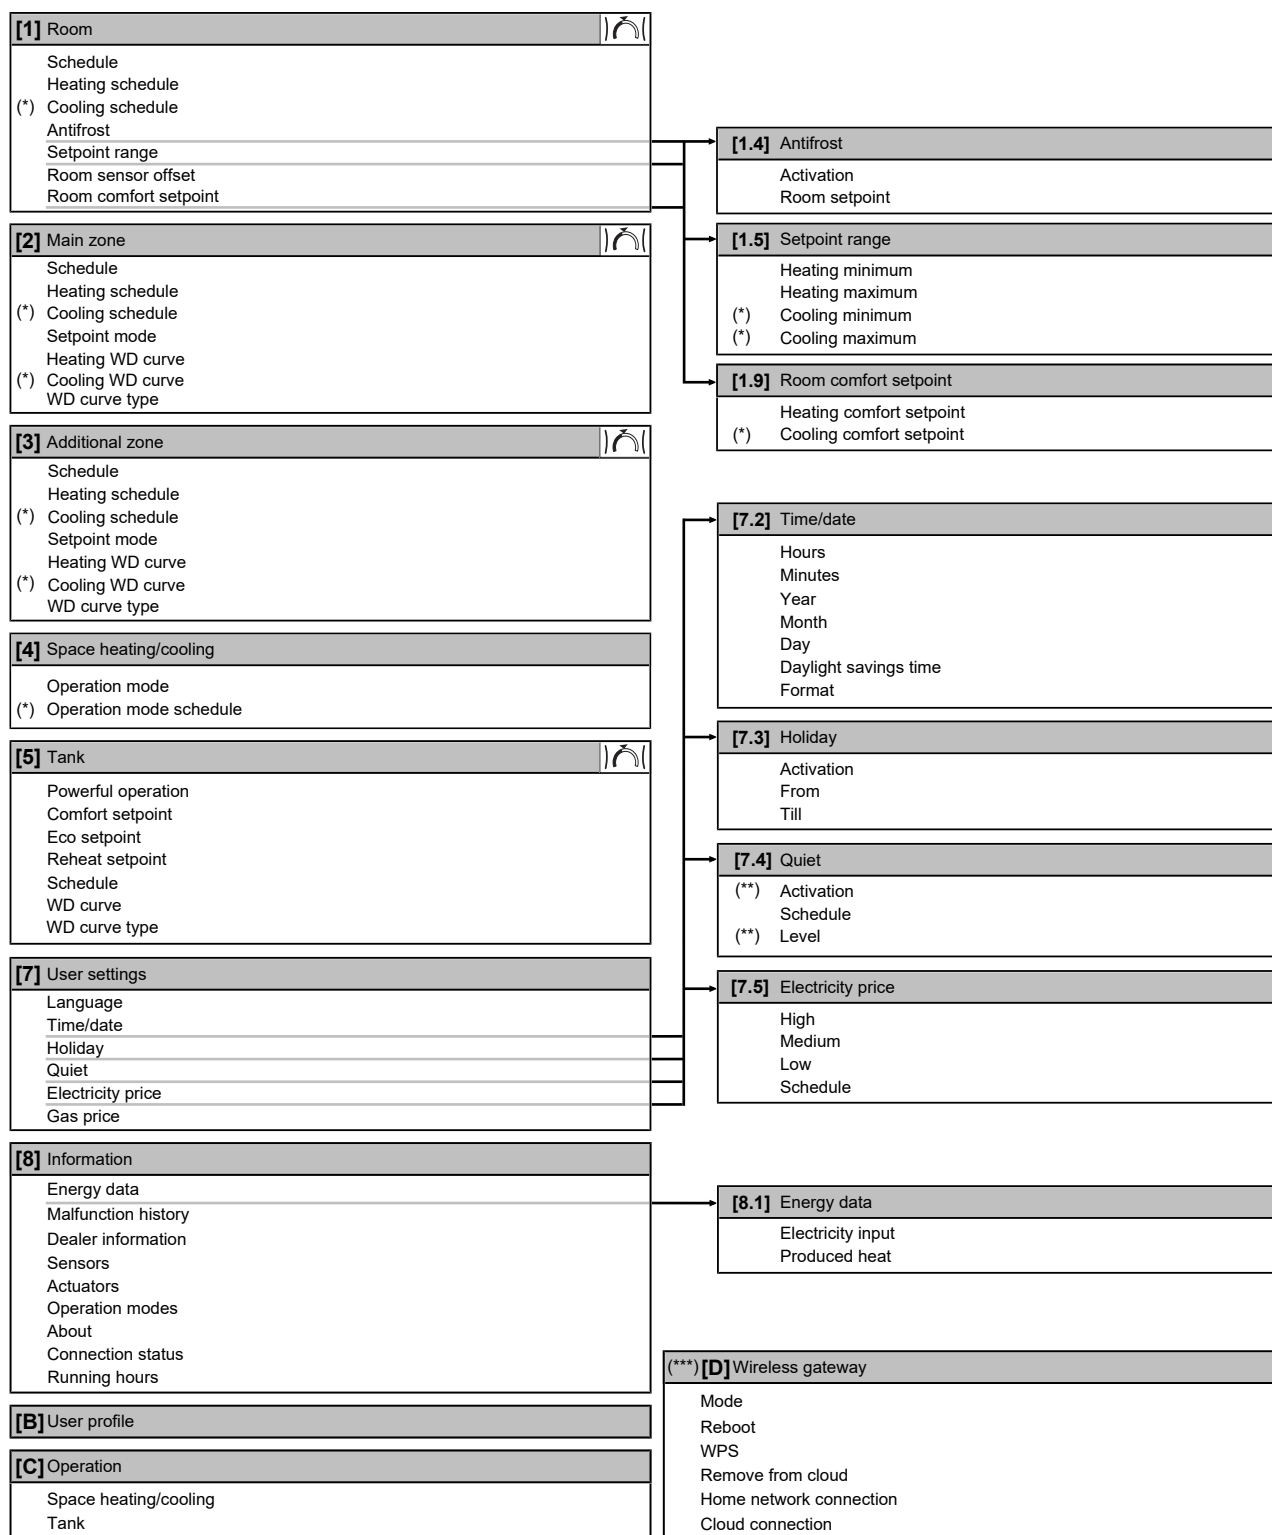 [1] Room
Schedule
Heating schedule
(*) Cooling schedule
Antifrost
Setpoint range
Room sensor offset
Room comfort setpoint
[2] Main zone
Schedule
Heating schedule
(*) Cooling schedule
Setpoint mode
Heating WD curve
(*) Cooling WD curve
WD curve type
[3] Additional zone
Schedule
Heating schedule
(*) Cooling schedule
Setpoint mode
Heating WD curve
(*) Cooling WD curve
WD curve type
[4] Space heating/cooling
Operation mode
(*) Operation mode schedule
[5] Tank
Powerful operation
Comfort setpoint
Eco setpoint
Reheat setpoint
Schedule
WD curve
WD curve type
[7] User settings
Language
Time/date
Holiday
Quiet
Electricity price
Gas price
[8] Information
Energy data
Malfunction history
Dealer information
Sensors
Actuators
Operation modes
About
Connection status
Running hours
[B] User profile
[C] Operation
Space heating/cooling
Tank
[1.4] Antifrost
Activation
Room setpoint
[1.5] Setpoint range
Heating minimum
Heating maximum
(*) Cooling minimum
(*) Cooling maximum
[1.9] Room comfort setpoint
Heating comfort setpoint
(*) Cooling comfort setpoint
[7.2] Time/date
Hours
Minutes
Year
Month
Day
Daylight savings time
Format
[7.3] Holiday
Activation
From
Till
[7.4] Quiet
(**) Activation
Schedule
(**) Level
[7.5] Electricity price
High
Medium
Low
Schedule
[8.1] Energy data
Electricity input
Produced heat
(***) [D] Wireless gateway
Mode
Reboot
WPS
Remove from cloud
Home network connection
Cloud connection